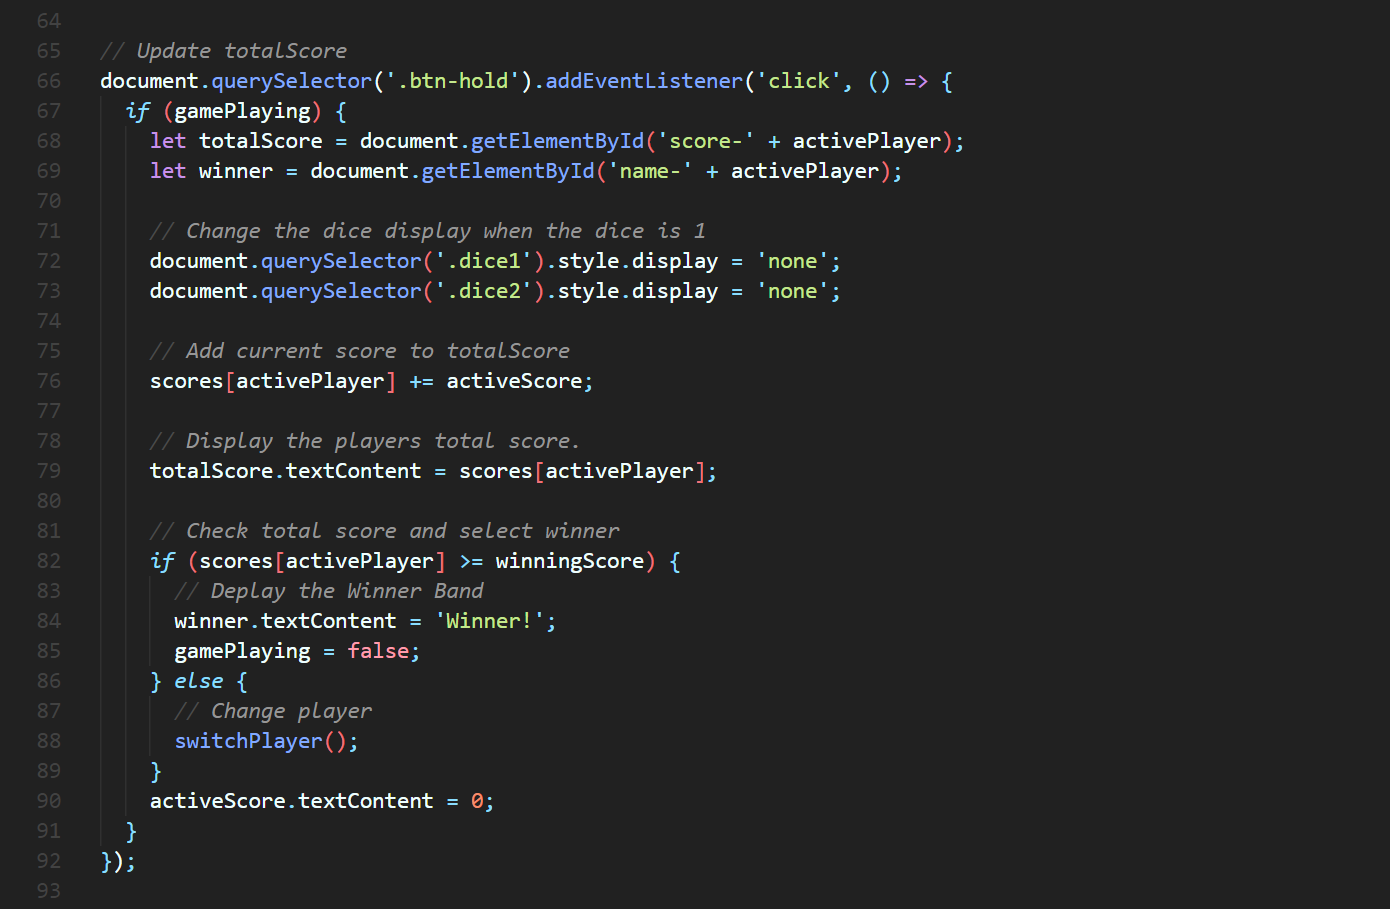 64
65 // Update totalScore
66 document.querySelector('.btn-hold').addEventListener('click', () => {
67   if (gamePlaying) {
68     let totalScore = document.getElementById('score-' + activePlayer);
69     let winner = document.getElementById('name-' + activePlayer);
70
71     // Change the dice display when the dice is 1
72     document.querySelector('.dice1').style.display = 'none';
73     document.querySelector('.dice2').style.display = 'none';
74
75     // Add current score to totalScore
76     scores[activePlayer] += activeScore;
77
78     // Display the players total score.
79     totalScore.textContent = scores[activePlayer];
80
81     // Check total score and select winner
82     if (scores[activePlayer] >= winningScore) {
83       // Deplay the Winner Band
84       winner.textContent = 'Winner!';
85       gamePlaying = false;
86     } else {
87       // Change player
88       switchPlayer();
89     }
90     activeScore.textContent = 0;
91   }
92 });
93